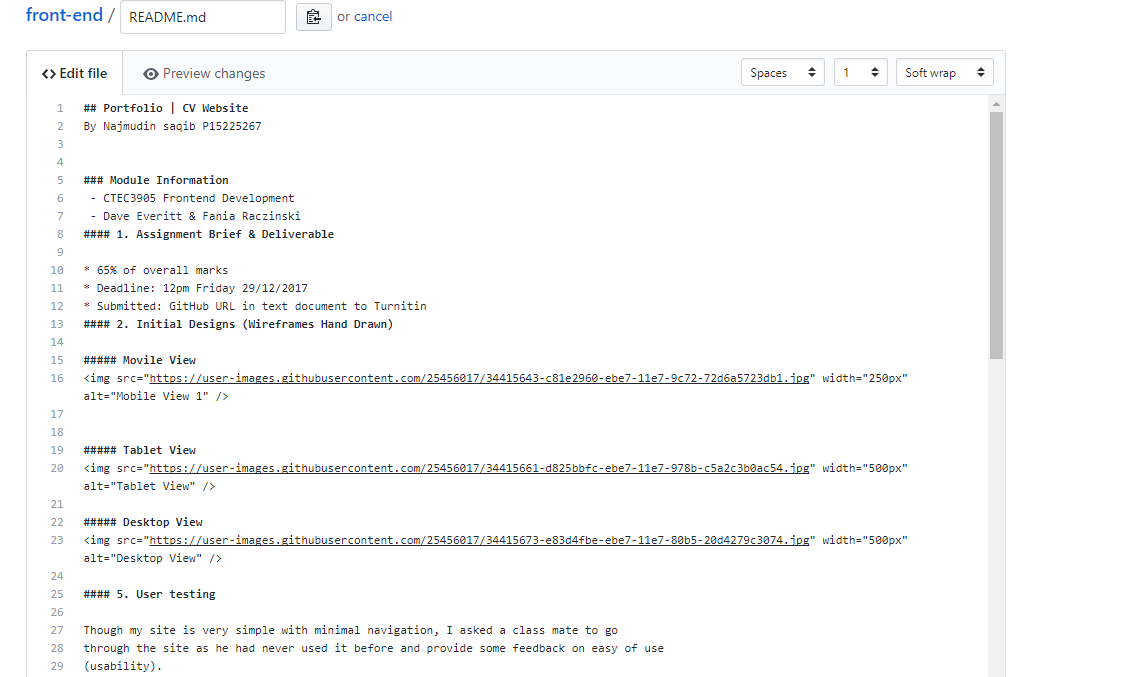 front-end / README.md or cancel
Edit file Preview changes Spaces 1 Soft wrap
1 ## Portfolio | CV Website
2 By Najmudin saqib P15225267
3
4
5 ### Module Information
6 - CTEC3905 Frontend Development
7 - Dave Everitt & Fania Raczinski
8 #### 1. Assignment Brief & Deliverable
9
10 * 65% of overall marks
11 * Deadline: 12pm Friday 29/12/2017
12 * Submitted: GitHub URL in text document to Turnitin
13 #### 2. Initial Designs (Wireframes Hand Drawn)
14
15 ##### Movile View
16 <img src="https://user-images.githubusercontent.com/25456017/34415643-c81e2960-ebe7-11e7-9c72-72d6a5723db1.jpg" width="250px"
alt="Mobile View 1" />
17
18
19 ##### Tablet View
20 <img src="https://user-images.githubusercontent.com/25456017/34415661-d825bbfc-ebe7-11e7-978b-c5a2c3b0ac54.jpg" width="500px"
alt="Tablet View" />
21
22 ##### Desktop View
23 <img src="https://user-images.githubusercontent.com/25456017/34415673-e83d4fbe-ebe7-11e7-80b5-20d4279c3074.jpg" width="500px"
alt="Desktop View" />
24
25 #### 5. User testing
26
27 Though my site is very simple with minimal navigation, I asked a class mate to go
28 through the site as he had never used it before and provide some feedback on easy of use
29 (usability).